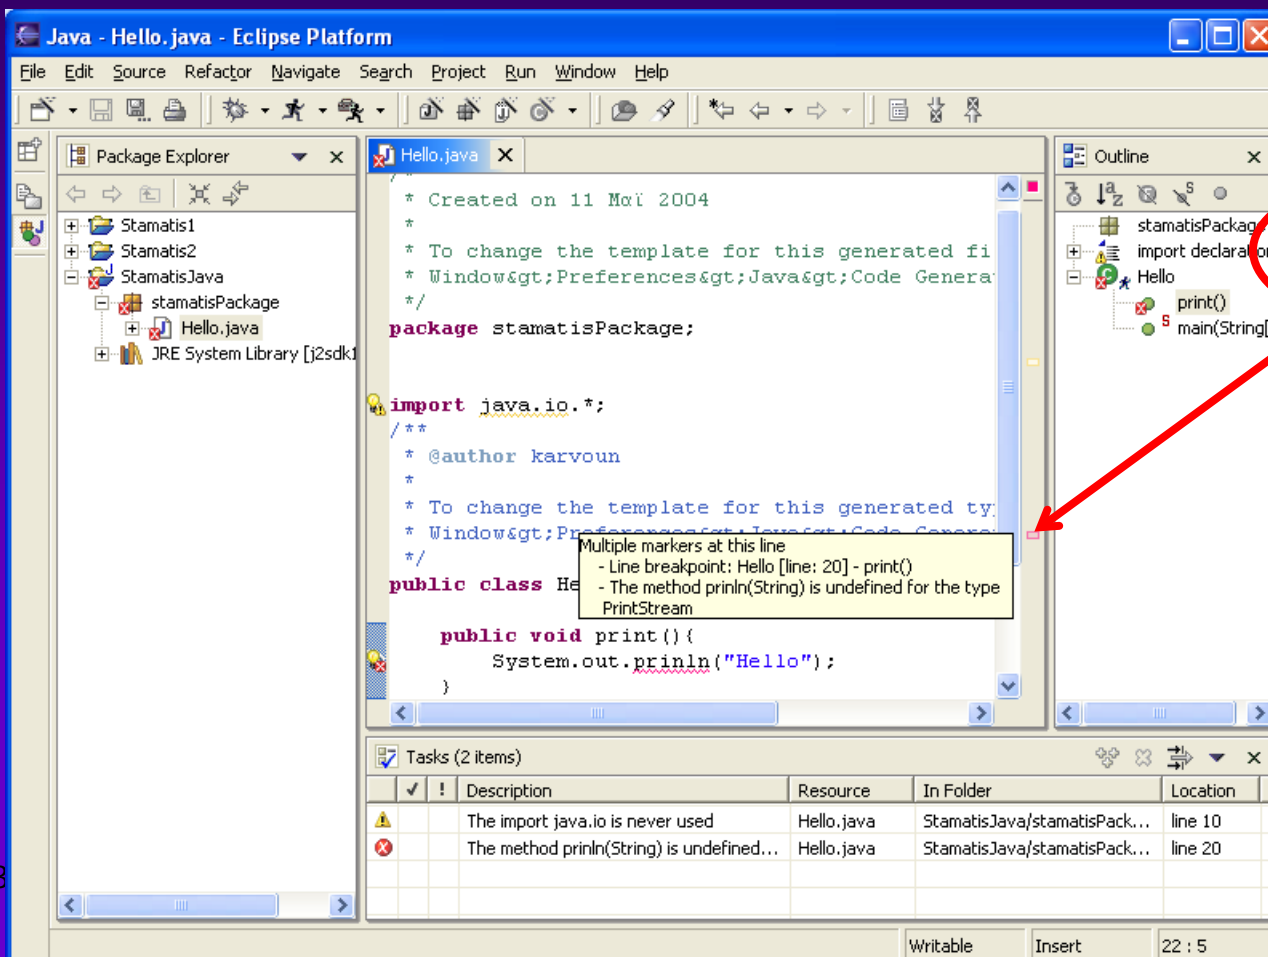 Java - Hello.java - Eclipse Platform
File Edit Source Refactor Navigate Search Project Run Window Help
Package Explorer
Stamatis1
Stamatis2
StamatisJava
stamatisPackage
Hello.java
JRE System Library [j2sdk1
Hello.java
* Created on 11 Μαϊ 2004
*
* To change the template for this generated fi
* Window&gt;Preferences&gt;Java&gt;Code Genera
*/
package stamatisPackage;
import java.io.*;
/**
* @author karvoun
*
* To change the template for this generated ty
* Window&gt;Pr
*/
public class He
Multiple markers at this line
- Line breakpoint: Hello [line: 20] - print()
- The method prinln(String) is undefined for the type
PrintStream
public void print(){
System.out.prinln("Hello");
}
Outline
stamatisPackage
import declaration
Hello
print()
S main(String[
Tasks (2 items)
! Description Resource In Folder Location
The import java.io is never used Hello.java StamatisJava/stamatisPack... line 10
The method prinln(String) is undefined... Hello.java StamatisJava/stamatisPack... line 20
Writable Insert 22 : 5